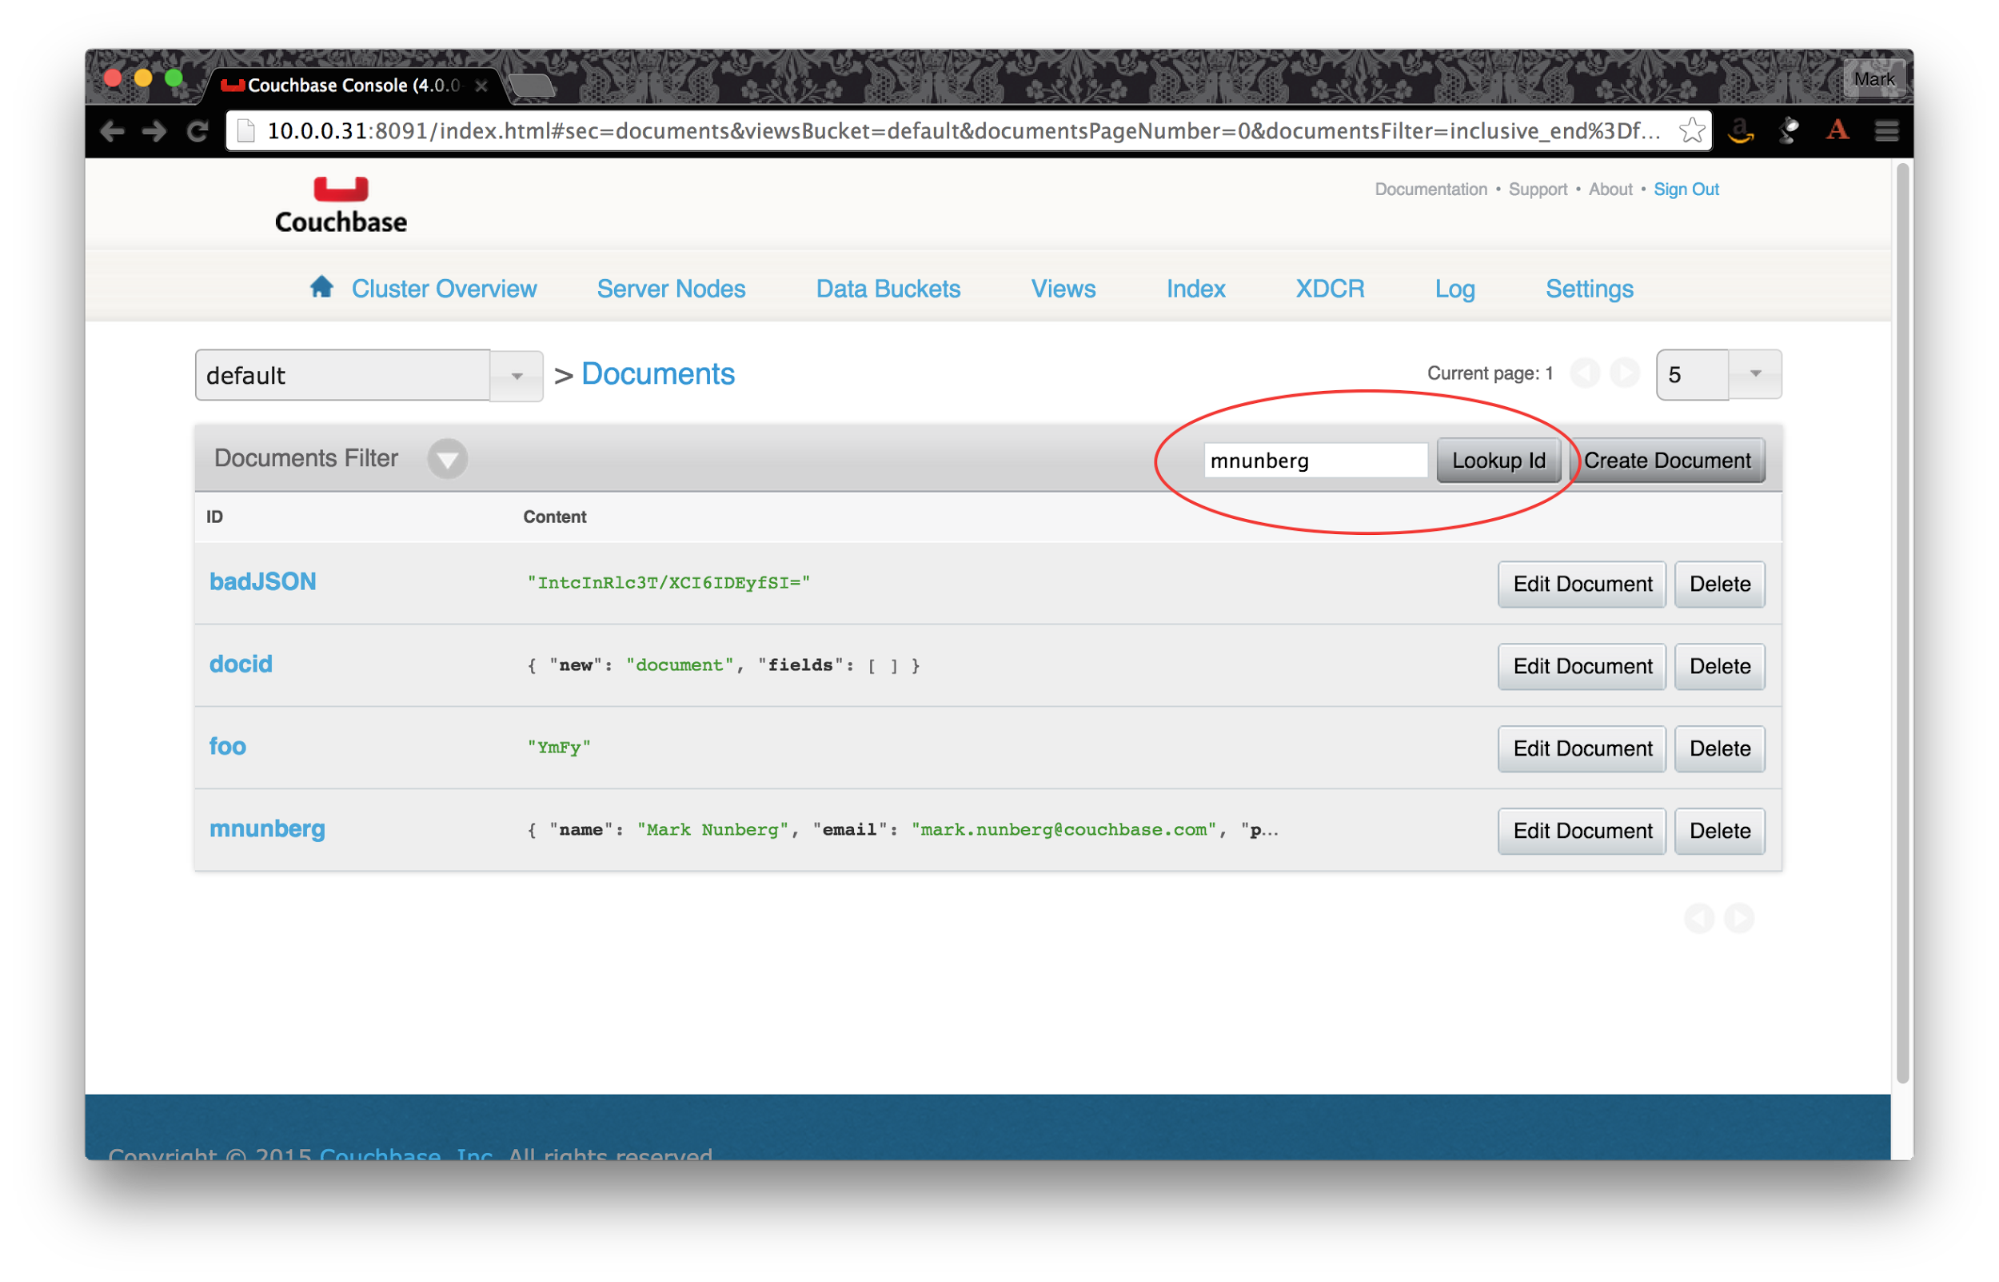 Couchbase Console (4.0.0
Mark
10.0.0.31:8091/index.html#sec=documents&viewsBucket=default&documentsPageNumber=0&documentsFilter=inclusive_end%3Df...
Couchbase
Documentation • Support • About • Sign Out
Cluster Overview Server Nodes Data Buckets Views Index XDCR Log Settings
default > Documents Current page: 1 5
Documents Filter mnunberg Lookup Id Create Document
ID Content
badJSON "IntcInRlc3T/XCI6IDEyfSI=" Edit Document Delete
docid { "new": "document", "fields": [ ] } Edit Document Delete
foo "YmFy" Edit Document Delete
mnunberg { "name": "Mark Nunberg", "email": "mark.nunberg@couchbase.com", "p... Edit Document Delete
Copyright © 2015 Couchbase, Inc. All rights reserved.